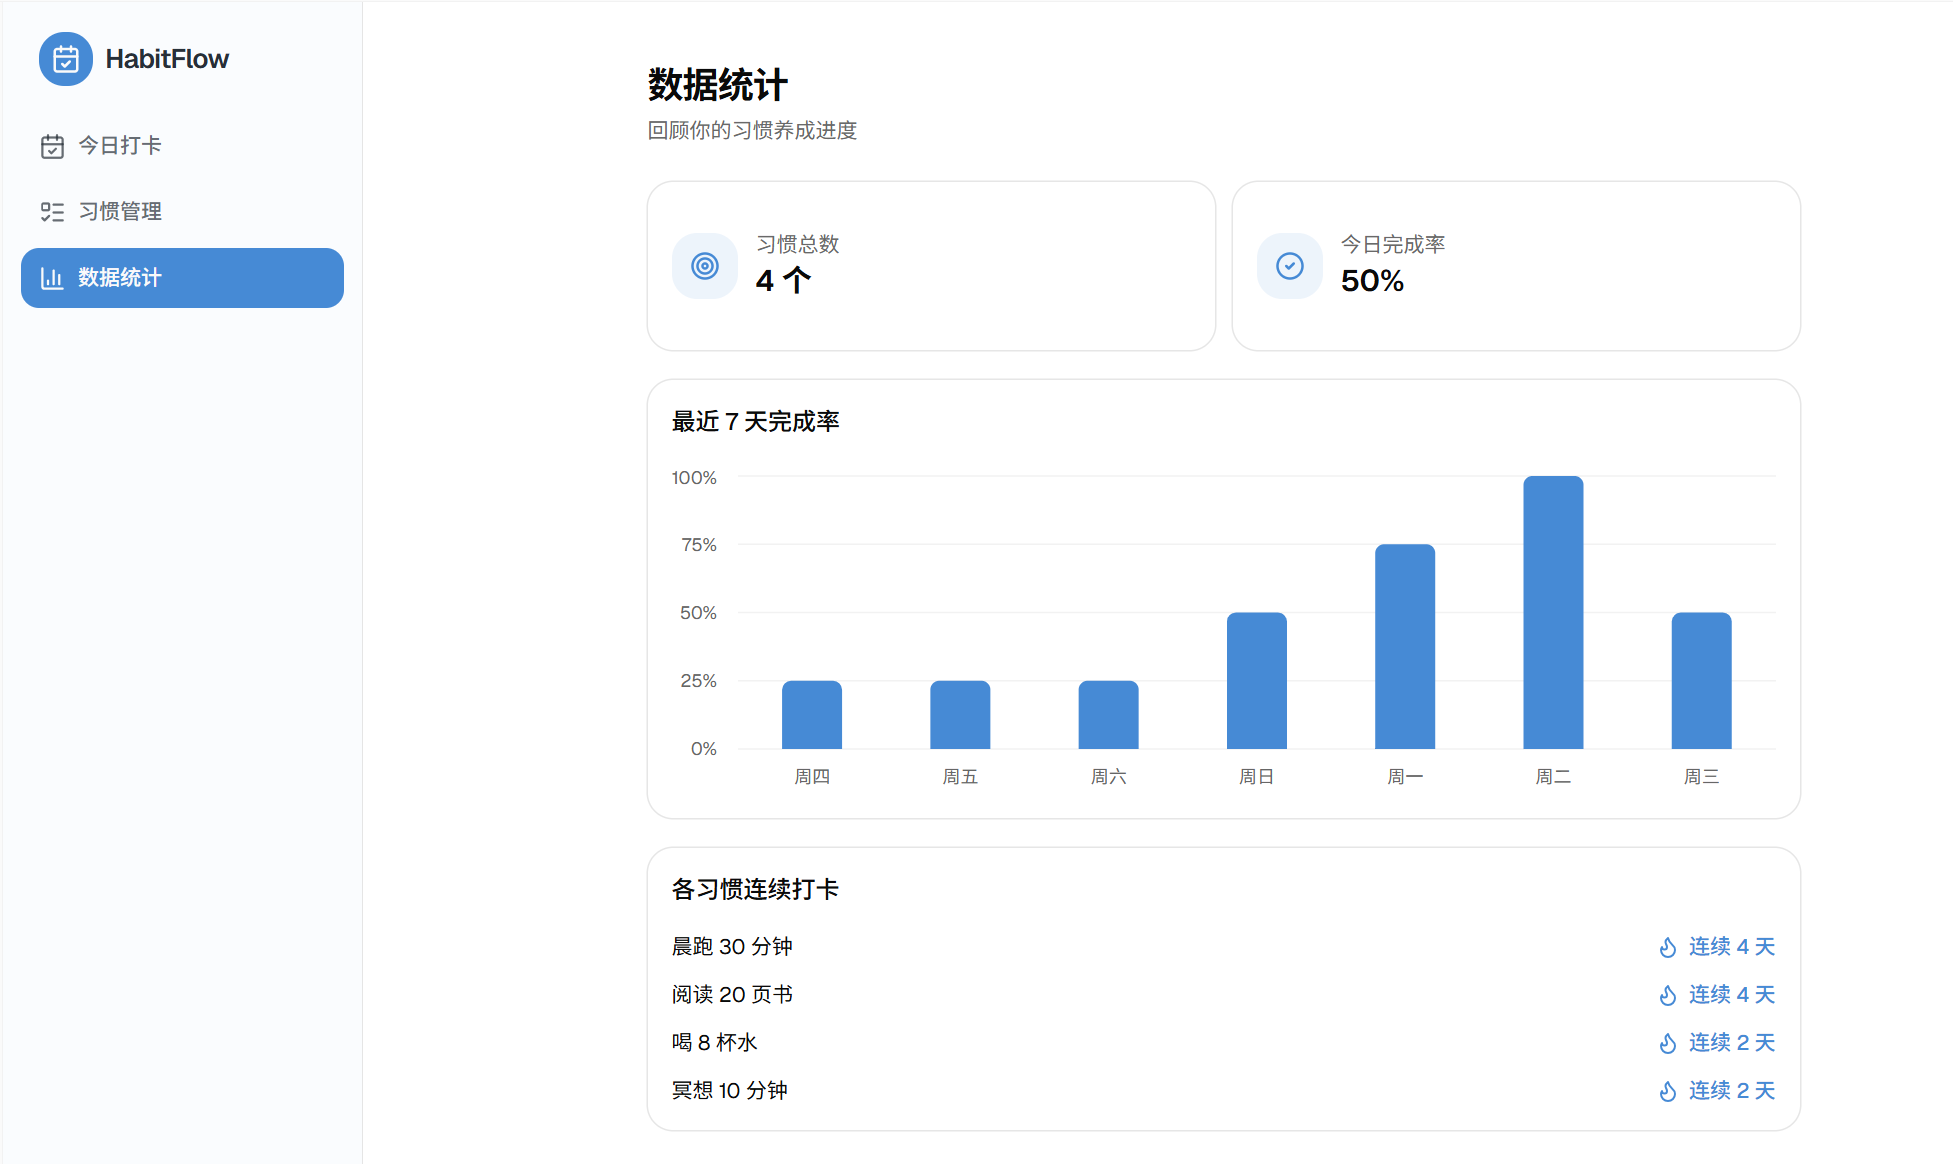 HabitFlow
今日打卡
习惯管理
数据统计
数据统计
回顾你的习惯养成进度
习惯总数
4 个
今日完成率
50%
最近 7 天完成率
100%
75%
50%
25%
0%
周四 周五 周六 周日 周一 周二 周三
各习惯连续打卡
晨跑 30 分钟 连续 4 天
阅读 20 页书 连续 4 天
喝 8 杯水 连续 2 天
冥想 10 分钟 连续 2 天